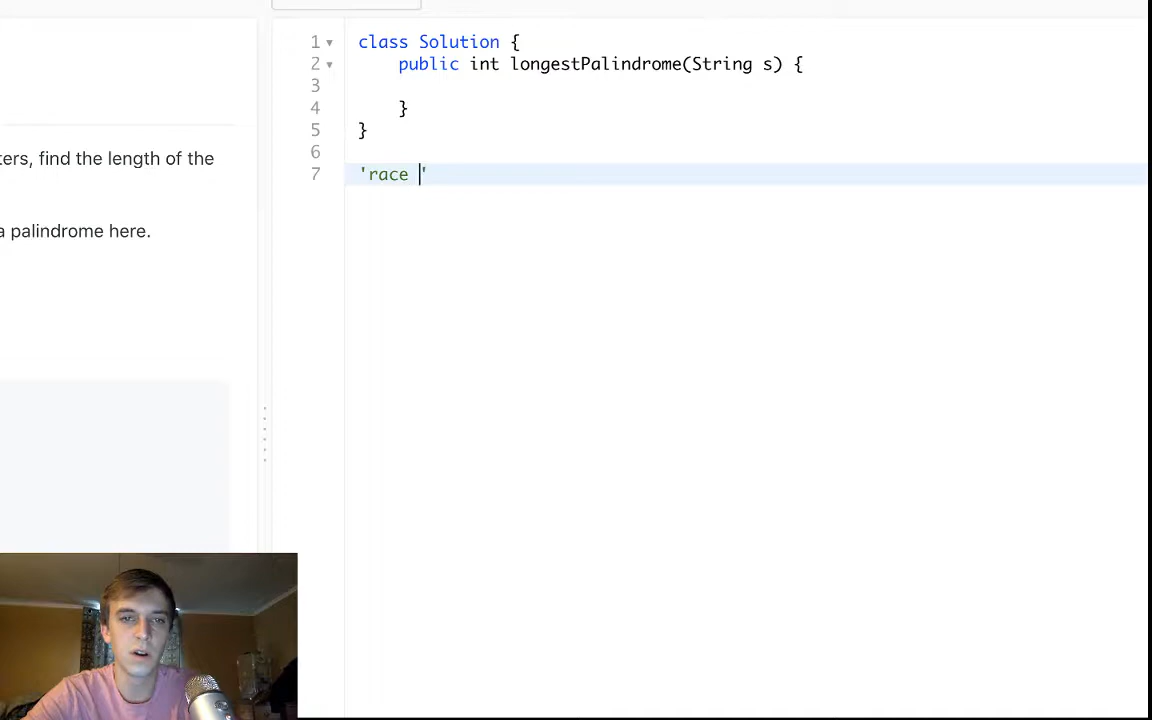 ters, find the length of the
a palindrome here.
1 class Solution {
2 public int longestPalindrome(String s) {
3
4 }
5 }
6
7 'race '